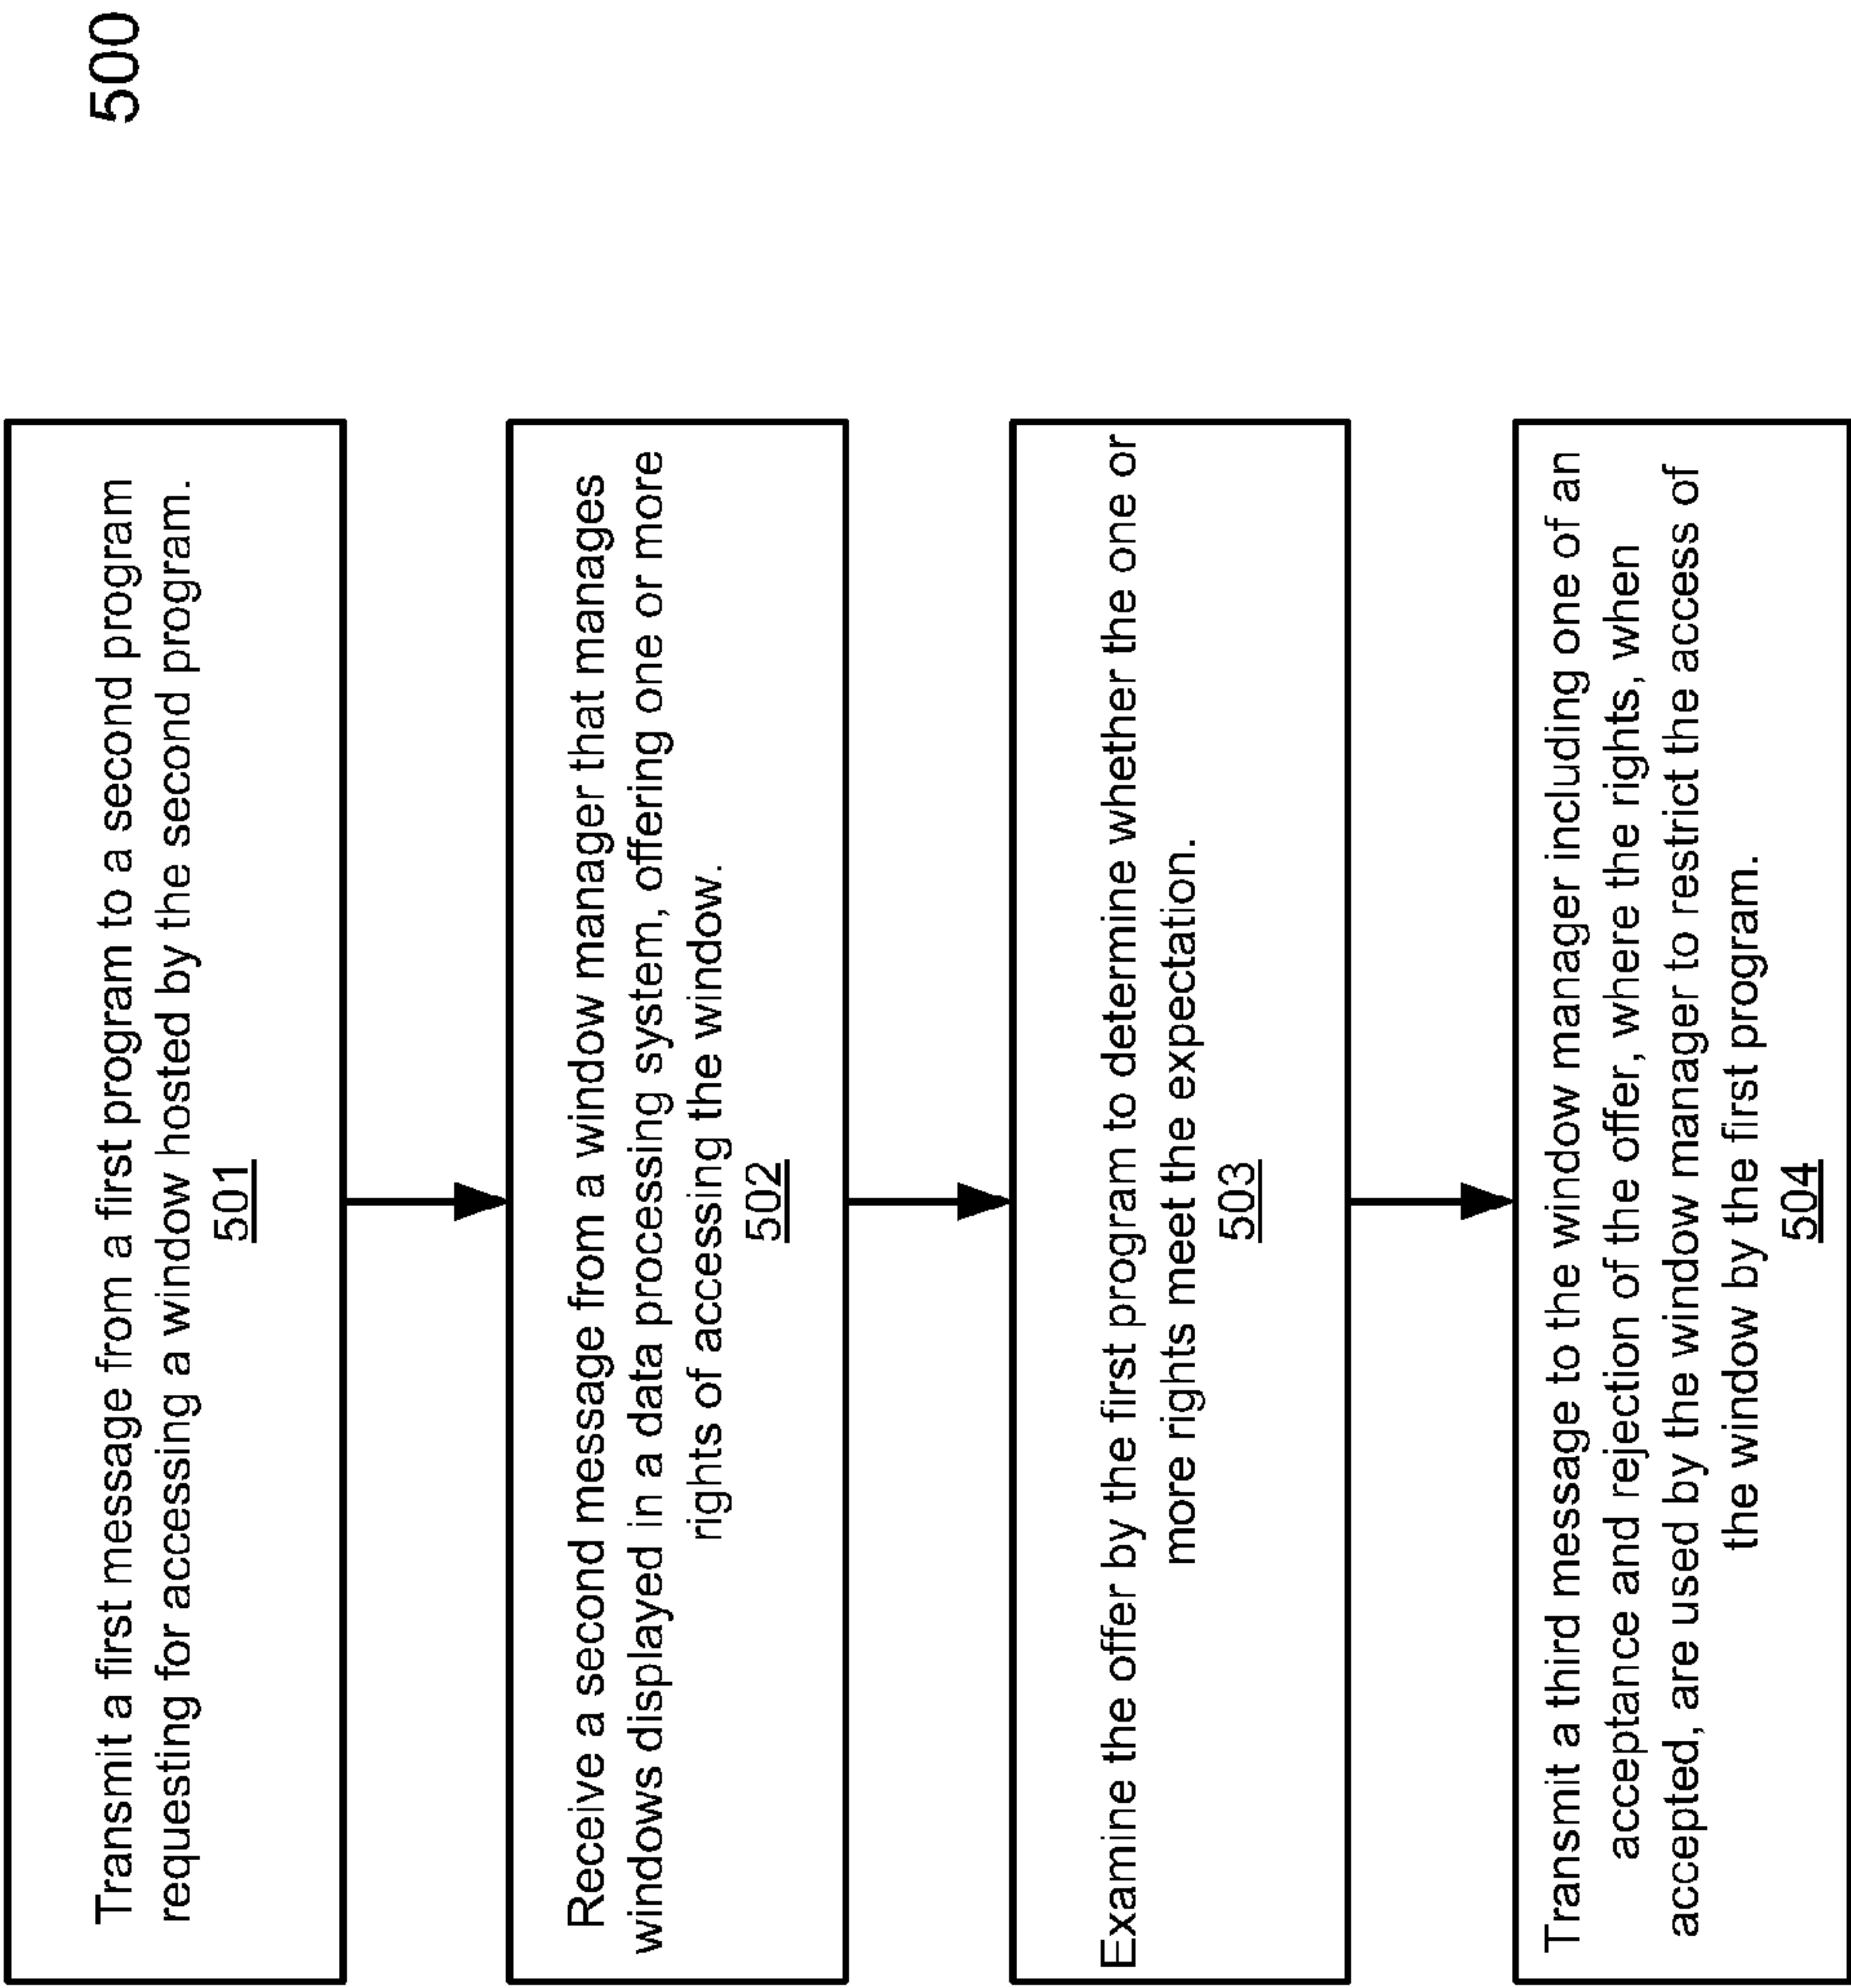 500
Transmit a first message from a first program to a second program
requesting for accessing a window hosted by the second program.
501
Receive a second message from a window manager that manages
windows displayed in a data processing system, offering one or more
rights of accessing the window.
502
Examine the offer by the first program to determine whether the one or
more rights meet the expectation.
503
Transmit a third message to the window manager including one of an
acceptance and rejection of the offer, where the rights, when
accepted, are used by the window manager to restrict the access of
the window by the first program.
504